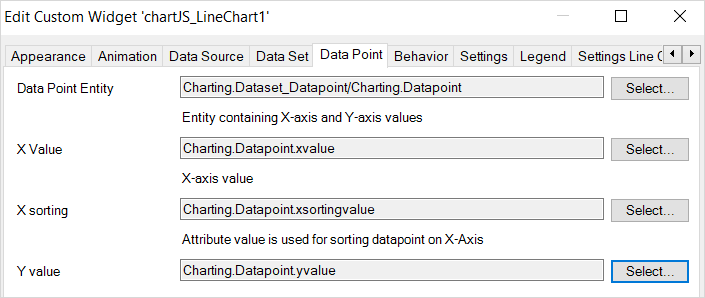 Edit Custom Widget 'chartJS_LineChart1'
Appearance Animation Data Source Data Set Data Point Behavior Settings Legend Settings Line C
Data Point Entity Charting.Dataset_Datapoint/Charting.Datapoint Select...
Entity containing X-axis and Y-axis values
X Value Charting.Datapoint.xvalue Select...
X-axis value
X sorting Charting.Datapoint.xsortingvalue Select...
Attribute value is used for sorting datapoint on X-Axis
Y value Charting.Datapoint.yvalue Select...